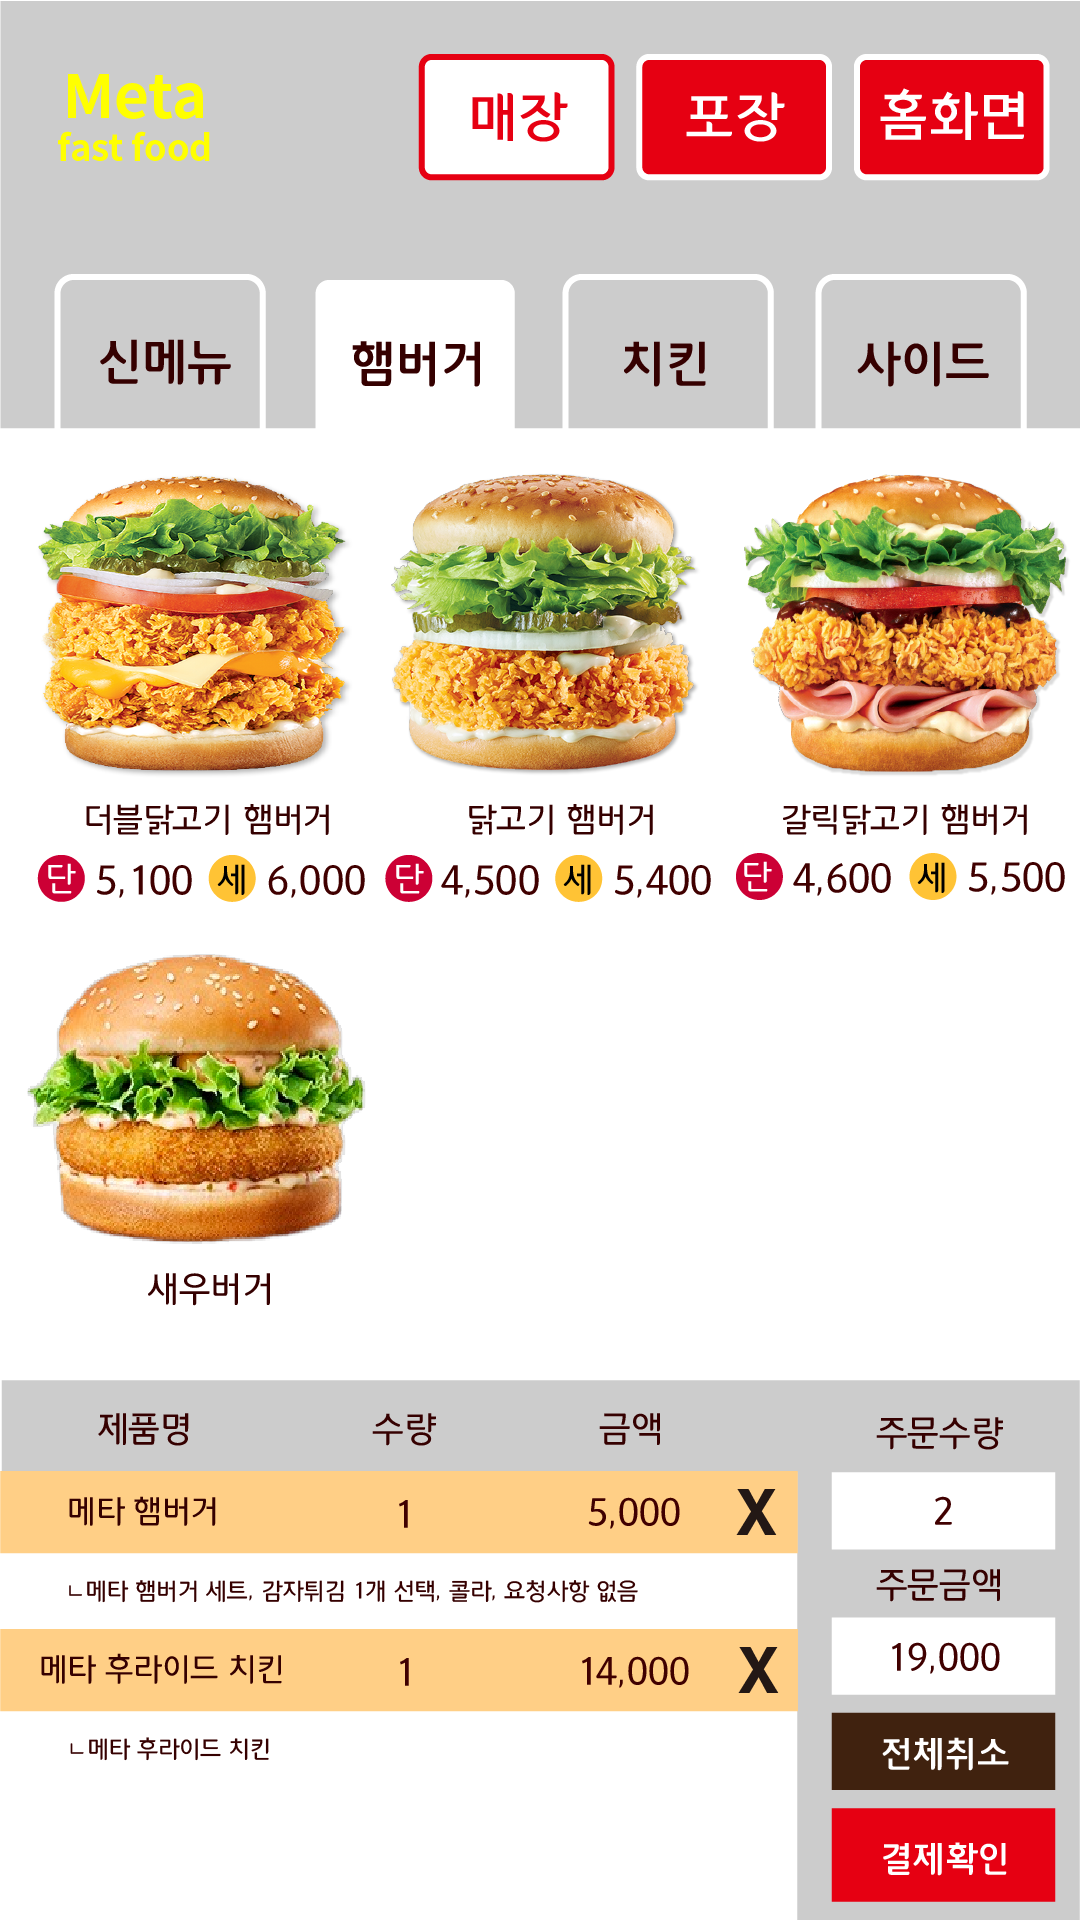 Meta
fast food
매장
포장
홈화면
신메뉴
햄버거
치킨
사이드
더블닭고기 햄버거
단 5,100 세 6,000
닭고기 햄버거
단 4,500 세 5,400
갈릭닭고기 햄버거
단 4,600 세 5,500
새우버거
제품명 수량 금액
메타 햄버거 1 5,000 X
ㄴ메타 햄버거 세트, 감자튀김 1개 선택, 콜라, 요청사항 없음
메타 후라이드 치킨 1 14,000 X
ㄴ메타 후라이드 치킨
주문수량
2
주문금액
19,000
전체취소
결제확인